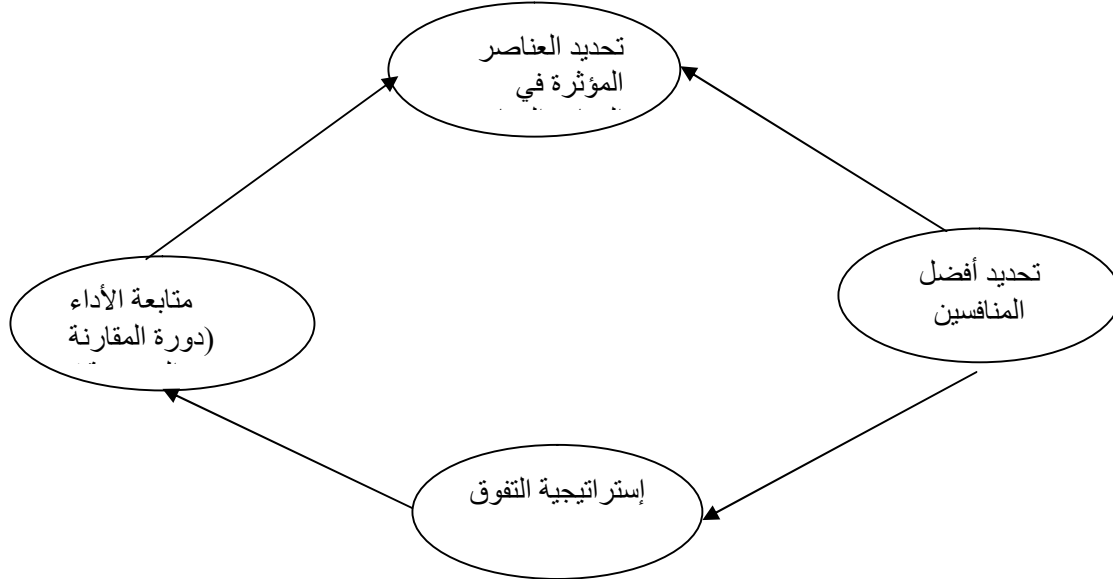 تحديد العناصر
المؤثرة في
تحديد أفضل
المنافسين
متابعة الأداء
(دورة المقارنة
إستراتيجية التفوق